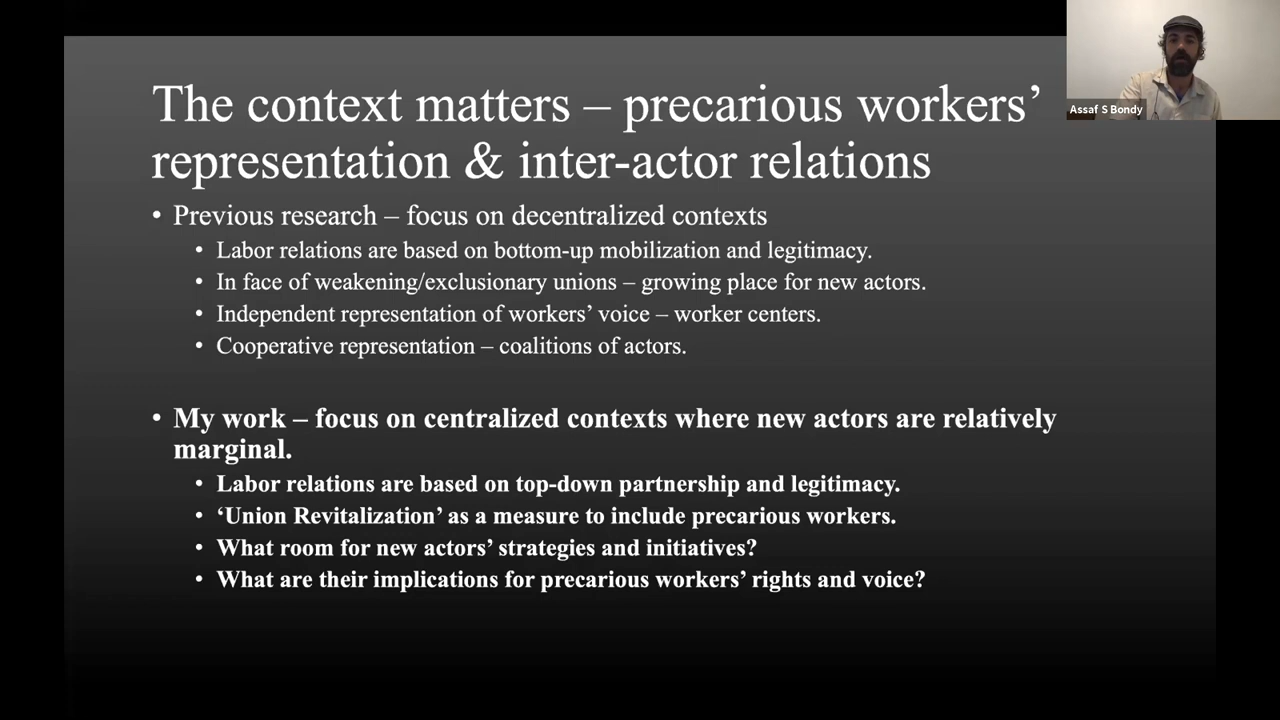 The context matters – precarious workers’
representation & inter-actor relations
• Previous research – focus on decentralized contexts
• Labor relations are based on bottom-up mobilization and legitimacy.
• In face of weakening/exclusionary unions – growing place for new actors.
• Independent representation of workers’ voice – worker centers.
• Cooperative representation – coalitions of actors.
• My work – focus on centralized contexts where new actors are relatively
marginal.
• Labor relations are based on top-down partnership and legitimacy.
• ‘Union Revitalization’ as a measure to include precarious workers.
• What room for new actors’ strategies and initiatives?
• What are their implications for precarious workers’ rights and voice?
Assaf S Bondy